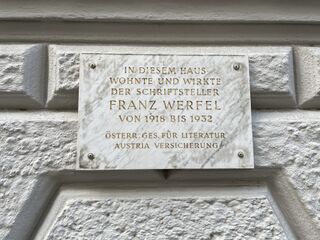 IN DIESEM HAUS
WOHNTE UND WIRKTE
DER SCHRIFTSTELLER
FRANZ WERFEL
VON 1918 BIS 1932
ÖSTERR. GES. FÜR LITERATUR
AUSTRIA VERSICHERUNG